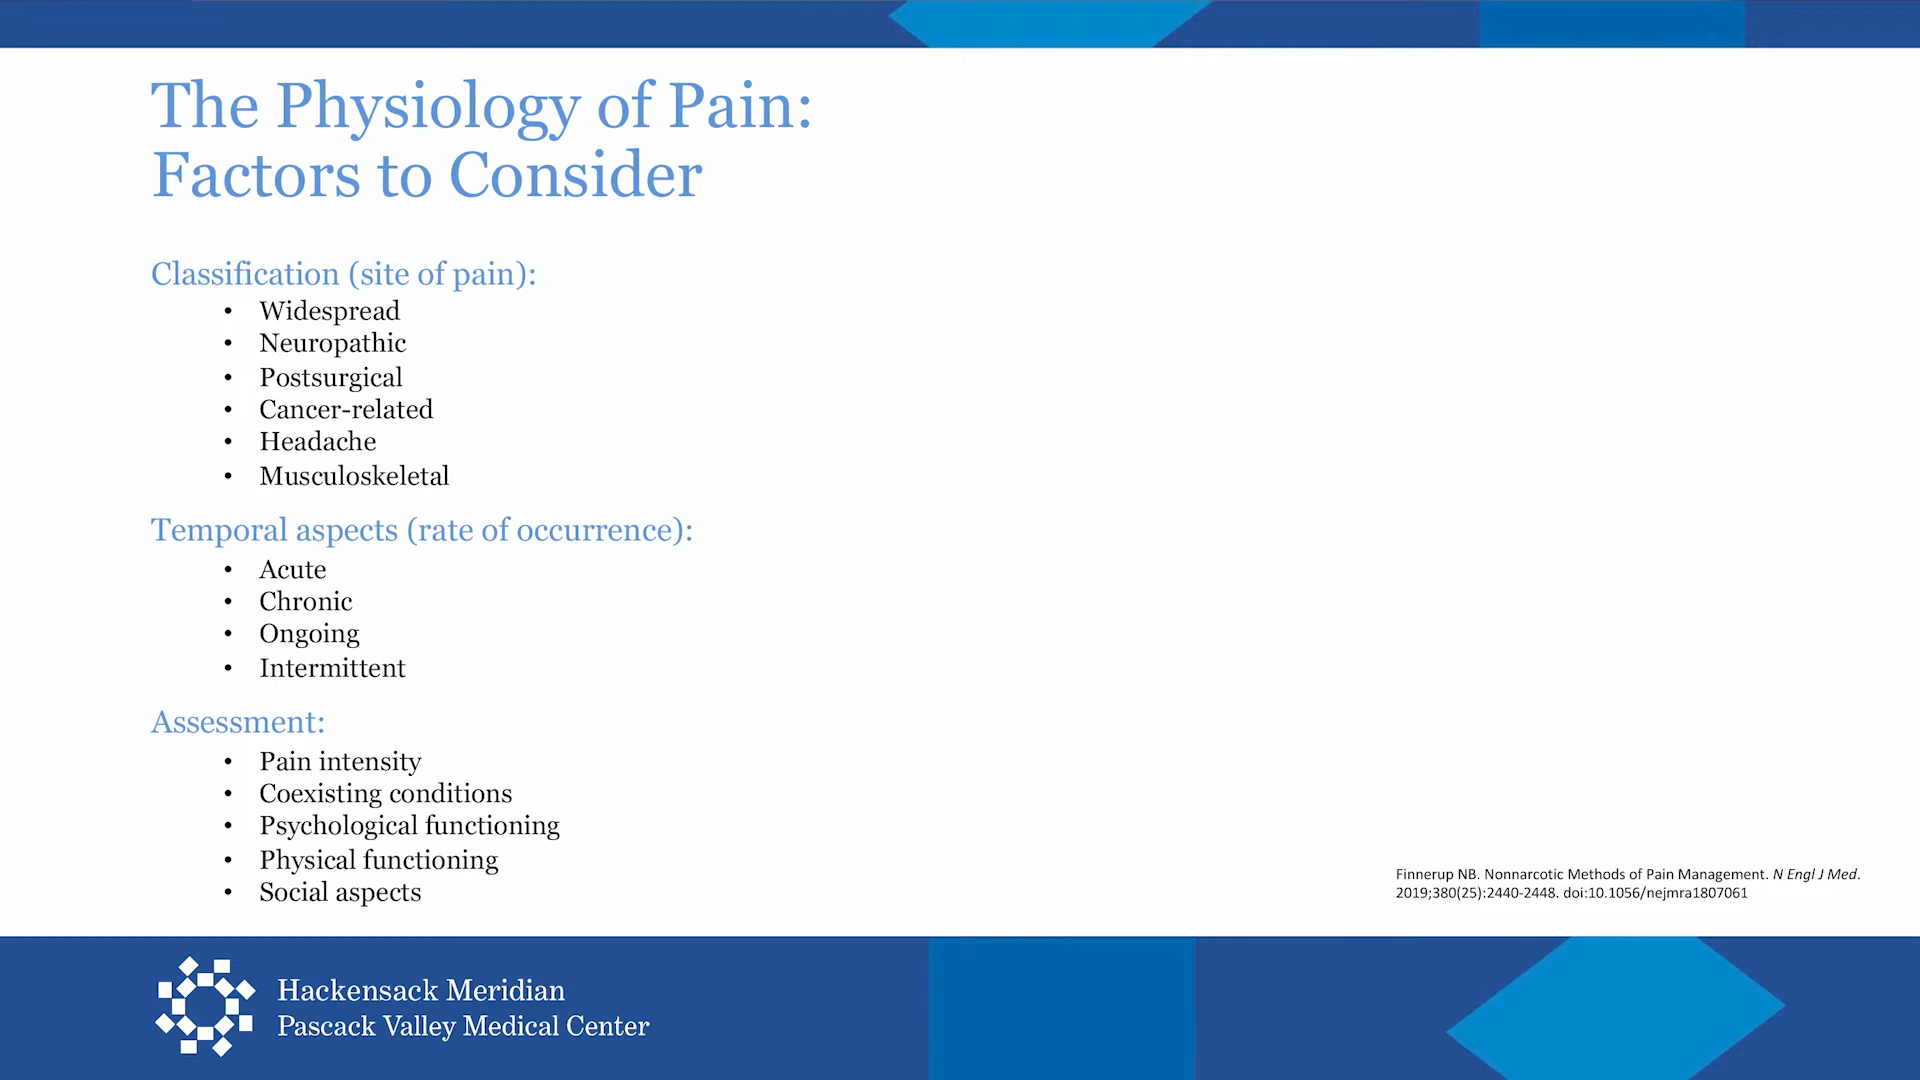 The Physiology of Pain:
Factors to Consider
Classification (site of pain):
• Widespread
• Neuropathic
• Postsurgical
• Cancer-related
• Headache
• Musculoskeletal
Temporal aspects (rate of occurrence):
• Acute
• Chronic
• Ongoing
• Intermittent
Assessment:
• Pain intensity
• Coexisting conditions
• Psychological functioning
• Physical functioning
• Social aspects
Finnerup NB. Nonnarcotic Methods of Pain Management. N Engl J Med.
2019;380(25):2440-2448. doi:10.1056/nejmra1807061
Hackensack Meridian
Pascack Valley Medical Center